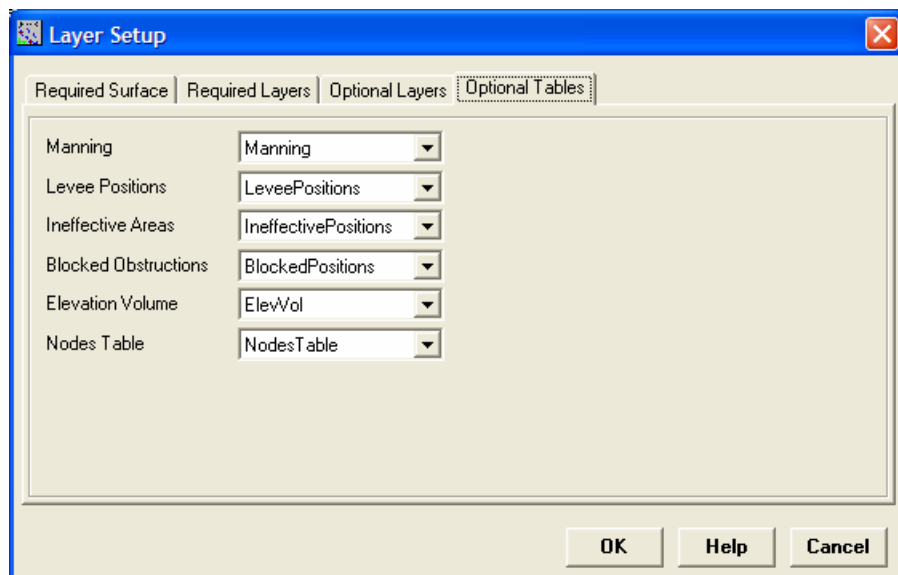 Layer Setup
Required Surface Required Layers Optional Layers Optional Tables
Manning Manning
Levee Positions LeveePositions
Ineffective Areas IneffectivePositions
Blocked Obstructions BlockedPositions
Elevation Volume ElevVol
Nodes Table NodesTable
OK Help Cancel